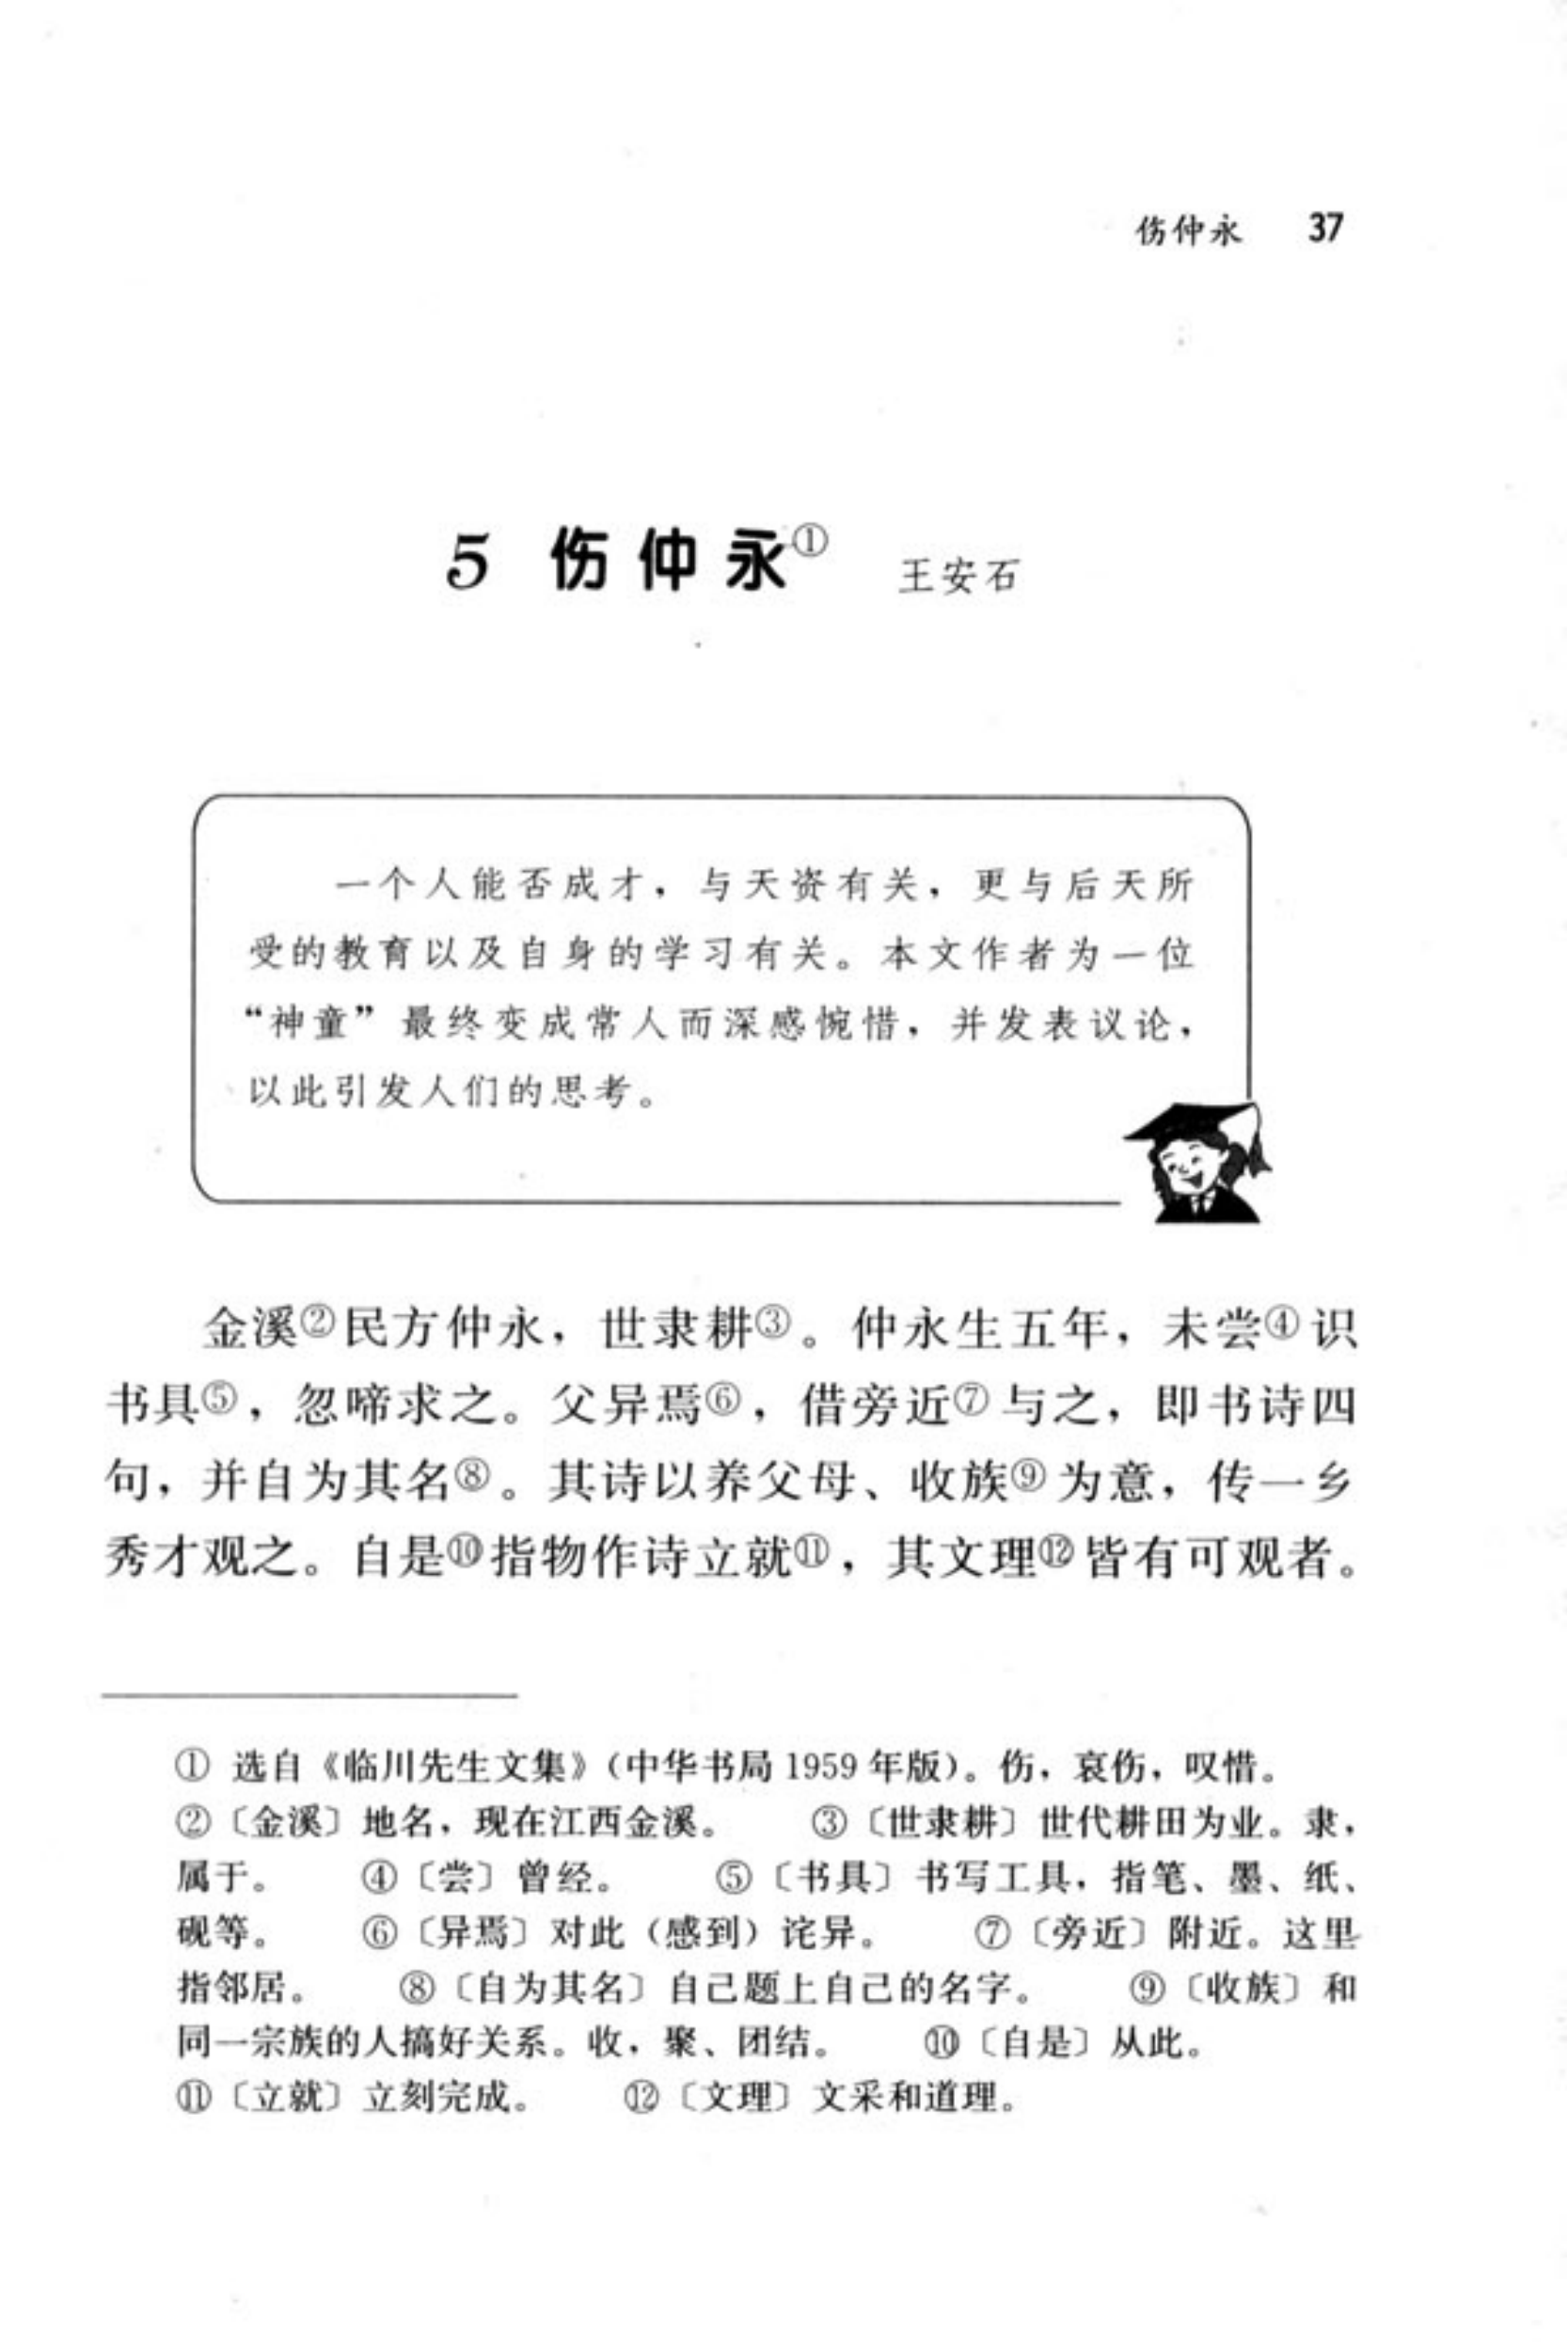 伤仲永 37
5 伤仲永① 王安石
一个人能否成才，与天资有关，更与后天所
受的教育以及自身的学习有关。本文作者为一位
“神童”最终变成常人而深感惋惜，并发表议论，
以此引发人们的思考。
金溪②民方仲永，世隶耕③。仲永生五年，未尝④识
书具⑤，忽啼求之。父异焉⑥，借旁近⑦与之，即书诗四
句，并自为其名⑧。其诗以养父母、收族⑨为意，传一乡
秀才观之。自是⑩指物作诗立就⑪，其文理⑫皆有可观者。
① 选自《临川先生文集》（中华书局 1959 年版）。伤，哀伤，叹惜。
②〔金溪〕地名，现在江西金溪。 ③〔世隶耕〕世代耕田为业。隶，
属于。 ④〔尝〕曾经。 ⑤〔书具〕书写工具，指笔、墨、纸、
砚等。 ⑥〔异焉〕对此（感到）诧异。 ⑦〔旁近〕附近。这里
指邻居。 ⑧〔自为其名〕自己题上自己的名字。 ⑨〔收族〕和
同一宗族的人搞好关系。收，聚、团结。 ⑩〔自是〕从此。
⑪〔立就〕立刻完成。 ⑫〔文理〕文采和道理。